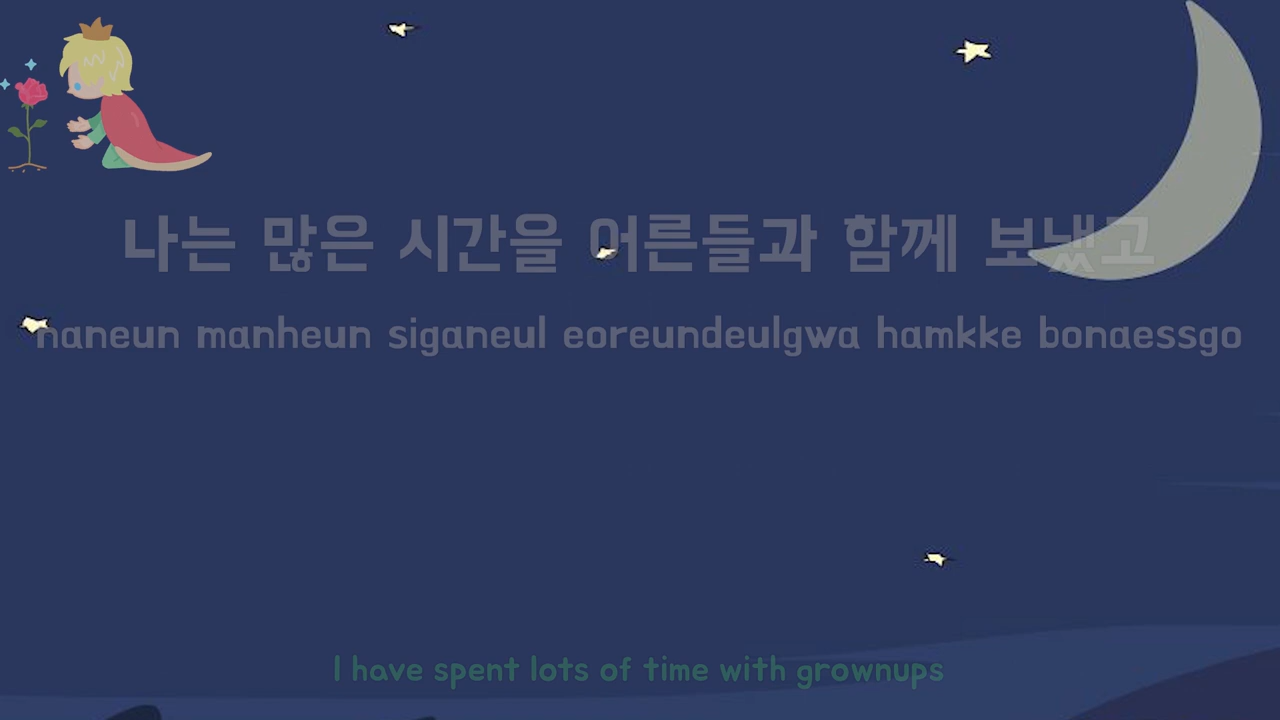 나는 많은 시간을 어른들과 함께 보냈고
naneun manheun siganeul eoreundeulgwa hamkke bonaessgo
I have spent lots of time with grownups